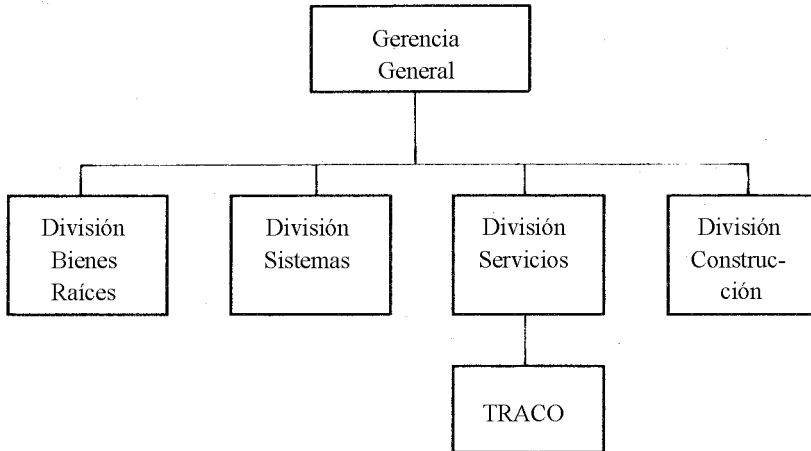 Gerencia
General
División
Bienes
Raíces
División
Sistemas
División
Servicios
División
Construc-
ción
TRACO